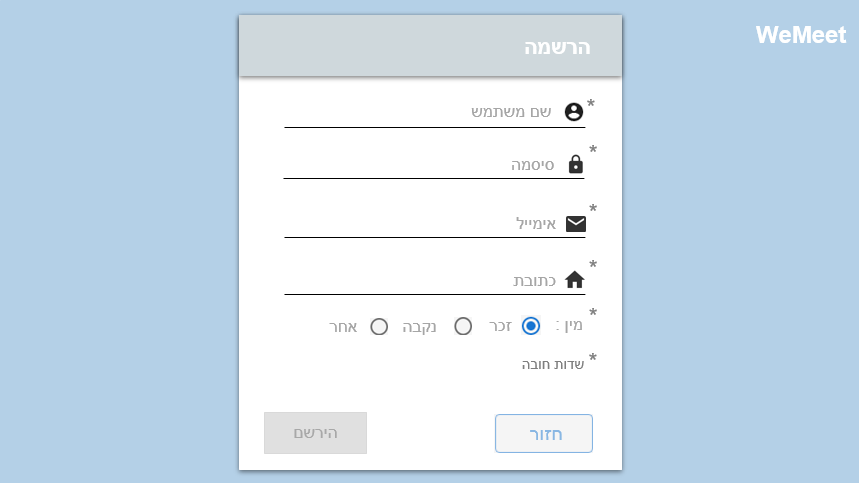 WeMeet
הרשמה
שם משתמש *
סיסמה *
אימייל *
כתובת *
* מין : זכר נקבה אחר
* שדות חובה
חזור הירשם